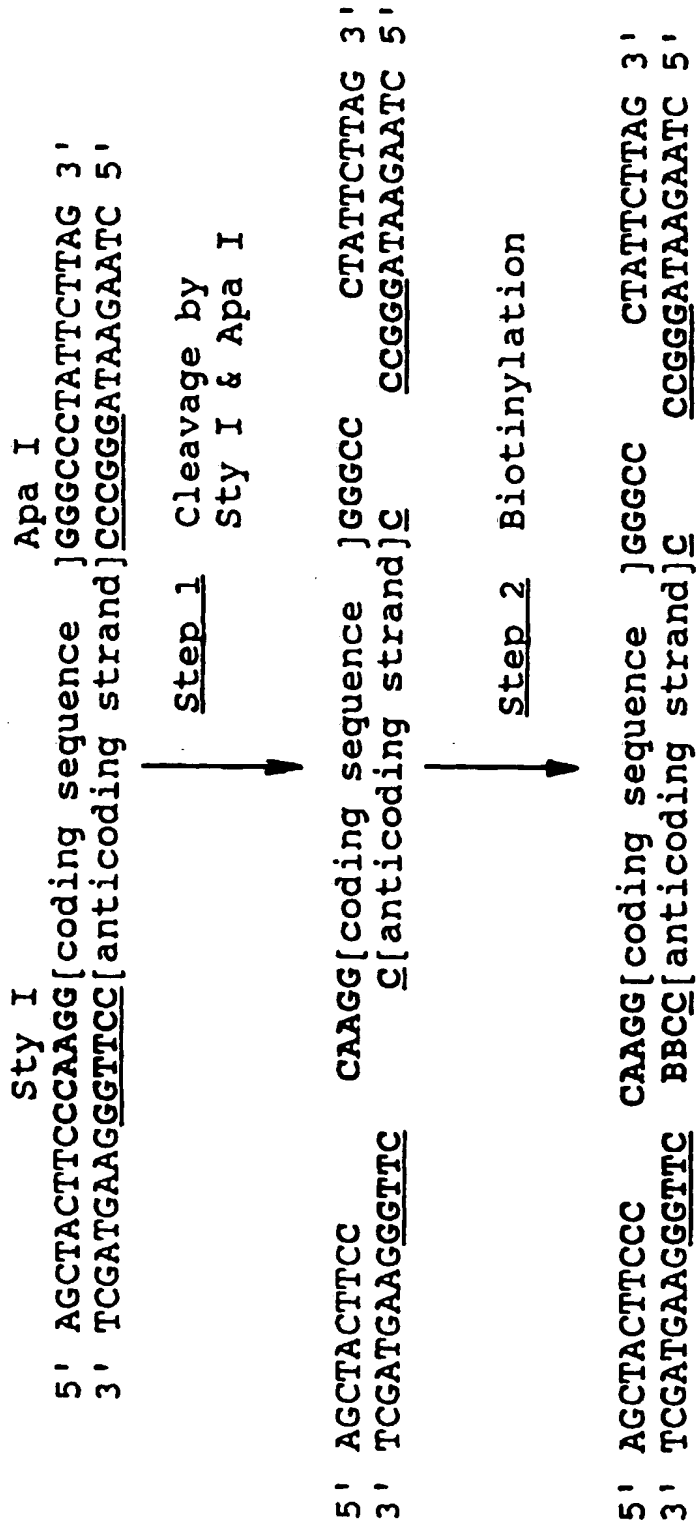 Sty I Apa I
5' AGCTACTTCCCAAGG[coding sequence ]GGGCCCTATTCTTAG 3'
3' TCGATGAAGGGTTCC[anticoding strand]CCCGGGATAAGAATC 5'
Step 1 Cleavage by
Sty I & Apa I
5' AGCTACTTCC CAAGG[coding sequence ]GGGCC CTATTCTTAG 3'
3' TCGATGAAGGGTTC C[anticoding strand]C CCGGGATAAGAATC 5'
Step 2 Biotinylation
5' AGCTACTTCCC CAAGG[coding sequence ]GGGCC CTATTCTTAG 3'
3' TCGATGAAGGGTTC BBCC[anticoding strand]C CCGGGATAAGAATC 5'